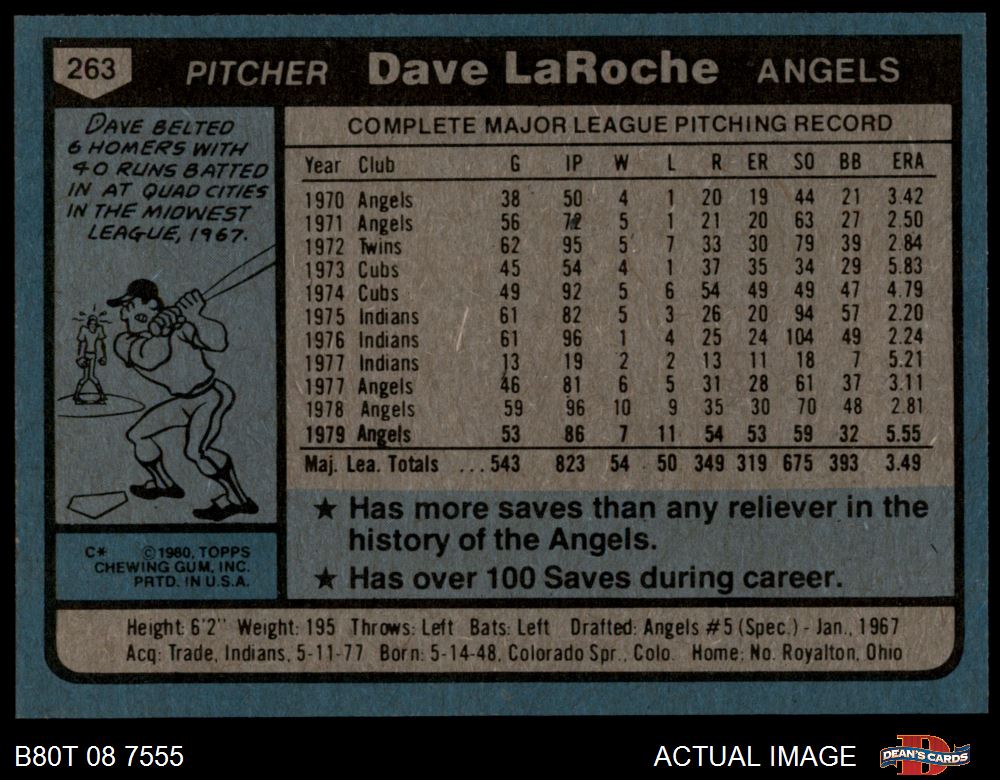 263 PITCHER Dave LaRoche ANGELS
DAVE BELTED
6 HOMERS WITH
40 RUNS BATTED
IN AT QUAD CITIES
IN THE MIDWEST
LEAGUE, 1967.
COMPLETE MAJOR LEAGUE PITCHING RECORD
Year Club G IP W L R ER SO BB ERA
1970 Angels 38 50 4 1 20 19 44 21 3.42
1971 Angels 56 72 5 1 21 20 63 27 2.50
1972 Twins 62 95 5 7 33 30 79 39 2.84
1973 Cubs 45 54 4 1 37 35 34 29 5.83
1974 Cubs 49 92 5 6 54 49 49 47 4.79
1975 Indians 61 82 5 3 26 20 94 57 2.20
1976 Indians 61 96 1 4 25 24 104 49 2.24
1977 Indians 13 19 2 2 13 11 18 7 5.21
1977 Angels 46 81 6 5 31 28 61 37 3.11
1978 Angels 59 96 10 9 35 30 70 48 2.81
1979 Angels 53 86 7 11 54 53 59 32 5.55
Maj. Lea. Totals ... 543 823 54 50 349 319 675 393 3.49
★ Has more saves than any reliever in the
history of the Angels.
★ Has over 100 Saves during career.
C* ©1980, TOPPS
CHEWING GUM, INC.
PRTD. IN U.S.A.
Height: 6'2" Weight: 195 Throws: Left Bats: Left Drafted: Angels #5 (Spec.) - Jan., 1967
Acq: Trade, Indians, 5-11-77 Born: 5-14-48, Colorado Spr., Colo. Home: No. Royalton, Ohio
B80T 08 7555 ACTUAL IMAGE DEAN'S CARDS